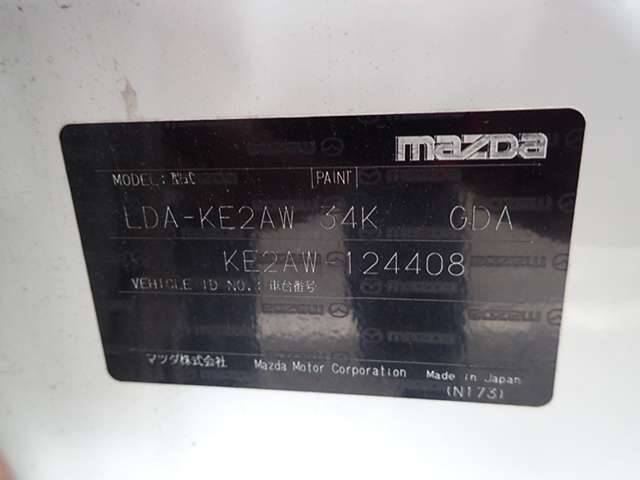 mazda
MODEL:型式 PAINT
LDA-KE2AW 34K GDA
KE2AW 124408
VEHICLE ID NO.:車台番号
マツダ株式会社 Mazda Motor Corporation Made in Japan
(N173)